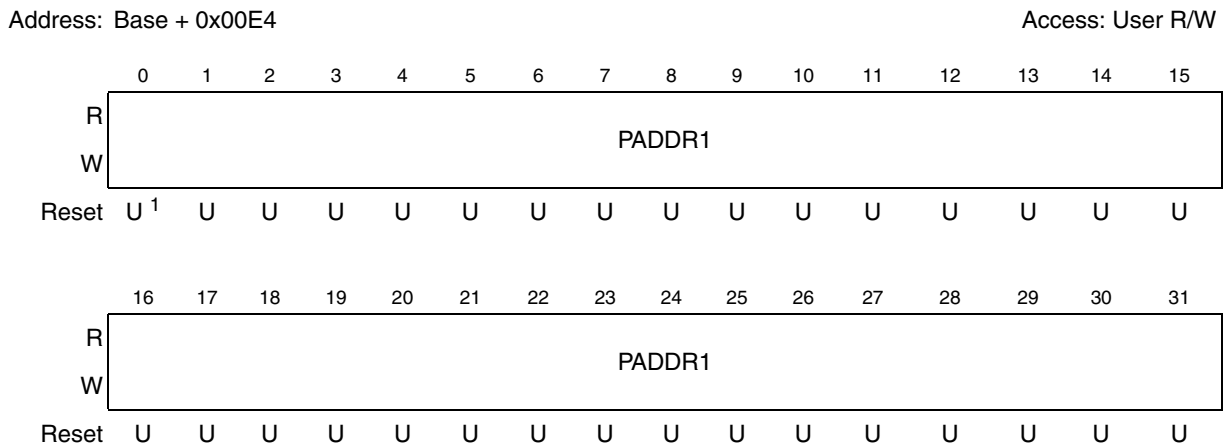 Address: Base + 0x00E4 Access: User R/W
0 1 2 3 4 5 6 7 8 9 10 11 12 13 14 15
R
PADDR1
W
Reset U 1 U U U U U U U U U U U U U U U
16 17 18 19 20 21 22 23 24 25 26 27 28 29 30 31
R
PADDR1
W
Reset U U U U U U U U U U U U U U U U